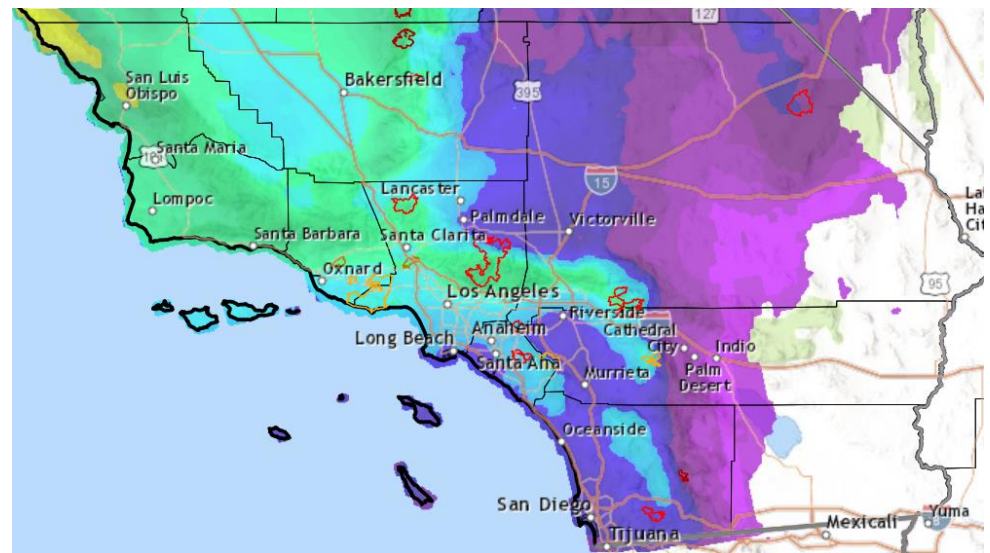 127
San Luis
Obispo
Bakersfield
395
Santa Maria
15
Lancaster
Lompoc
Palmdale
Victorville
Santa Barbara
Santa Clarita
Oxnard
95
Los Angeles
Riverside
Anaheim
Cathedral
City
Long Beach
Indio
Santa Ana
Palm
Desert
Murrieta
Oceanside
San Diego
Tijuana
Mexicali
Yuma
8